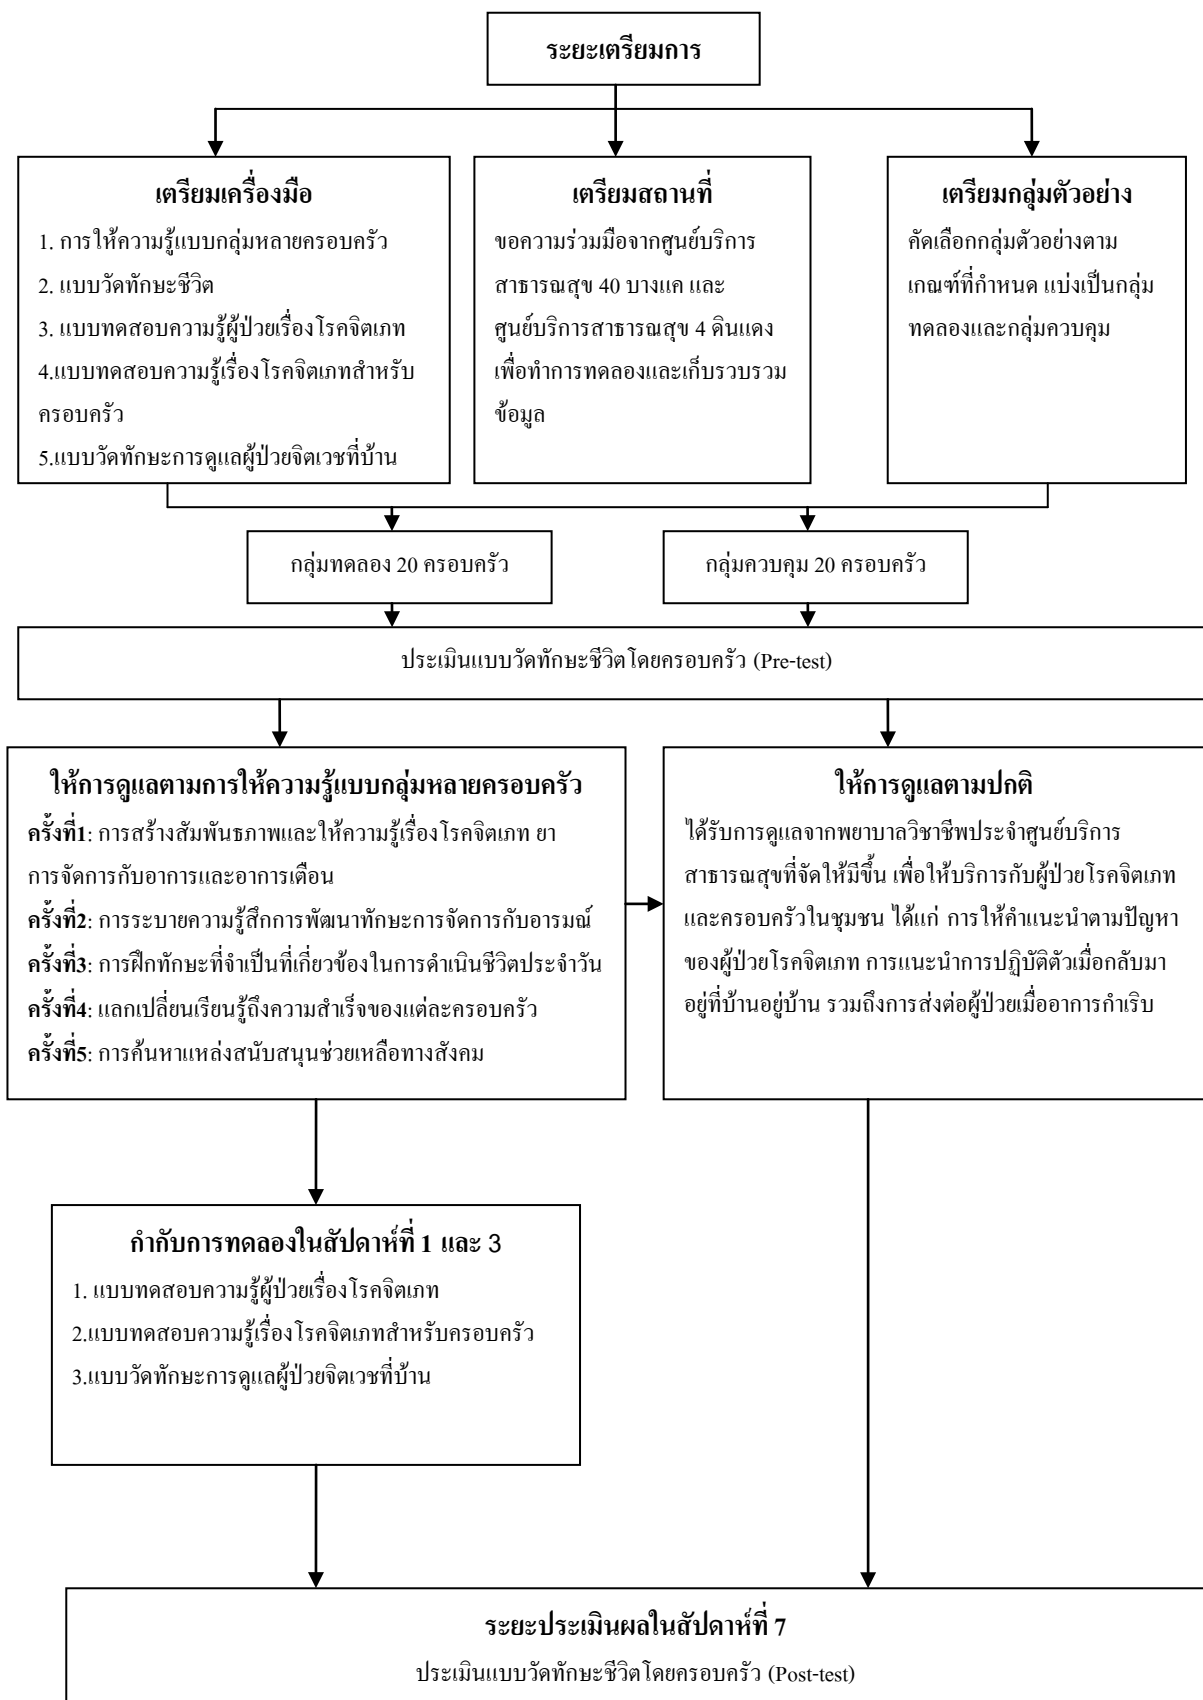 ระยะเตรียมการ
เตรียมเครื่องมือ
1. การให้ความรู้แบบกลุ่มหลายครอบครัว
2. แบบวัดทักษะชีวิต
3. แบบทดสอบความรู้ผู้ป่วยเรื่องโรคจิตเภท
4.แบบทดสอบความรู้เรื่องโรคจิตเภทสำหรับ
ครอบครัว
5.แบบวัดทักษะการดูแลผู้ป่วยจิตเวชที่บ้าน
เตรียมสถานที่
ขอความร่วมมือจากศูนย์บริการ
สาธารณสุข 40 บางแค และ
ศูนย์บริการสาธารณสุข 4 ดินแดง
เพื่อทำการทดลองและเก็บรวบรวม
ข้อมูล
เตรียมกลุ่มตัวอย่าง
คัดเลือกกลุ่มตัวอย่างตาม
เกณฑ์ที่กำหนด แบ่งเป็นกลุ่ม
ทดลองและกลุ่มควบคุม
กลุ่มทดลอง 20 ครอบครัว
กลุ่มควบคุม 20 ครอบครัว
ประเมินแบบวัดทักษะชีวิตโดยครอบครัว (Pre-test)
ให้การดูแลตามการให้ความรู้แบบกลุ่มหลายครอบครัว
ครั้งที่1: การสร้างสัมพันธภาพและให้ความรู้เรื่องโรคจิตเภท ยา
การจัดการกับอาการและอาการเตือน
ครั้งที่2: การระบายความรู้สึกการพัฒนาทักษะการจัดการกับอารมณ์
ครั้งที่3: การฝึกทักษะที่จำเป็นที่เกี่ยวข้องในการดำเนินชีวิตประจำวัน
ครั้งที่4: แลกเปลี่ยนเรียนรู้ถึงความสำเร็จของแต่ละครอบครัว
ครั้งที่5: การค้นหาแหล่งสนับสนุนช่วยเหลือทางสังคม
ให้การดูแลตามปกติ
ได้รับการดูแลจากพยาบาลวิชาชีพประจำศูนย์บริการ
สาธารณสุขที่จัดให้มีขึ้น เพื่อให้บริการกับผู้ป่วยโรคจิตเภท
และครอบครัวในชุมชน ได้แก่ การให้คำแนะนำตามปัญหา
ของผู้ป่วยโรคจิตเภท การแนะนำการปฏิบัติตัวเมื่อกลับมา
อยู่ที่บ้านอยู่บ้าน รวมถึงการส่งต่อผู้ป่วยเมื่ออาการกำเริบ
กำกับการทดลองในสัปดาห์ที่ 1 และ 3
1. แบบทดสอบความรู้ผู้ป่วยเรื่องโรคจิตเภท
2.แบบทดสอบความรู้เรื่องโรคจิตเภทสำหรับครอบครัว
3.แบบวัดทักษะการดูแลผู้ป่วยจิตเวชที่บ้าน
ระยะประเมินผลในสัปดาห์ที่ 7
ประเมินแบบวัดทักษะชีวิตโดยครอบครัว (Post-test)